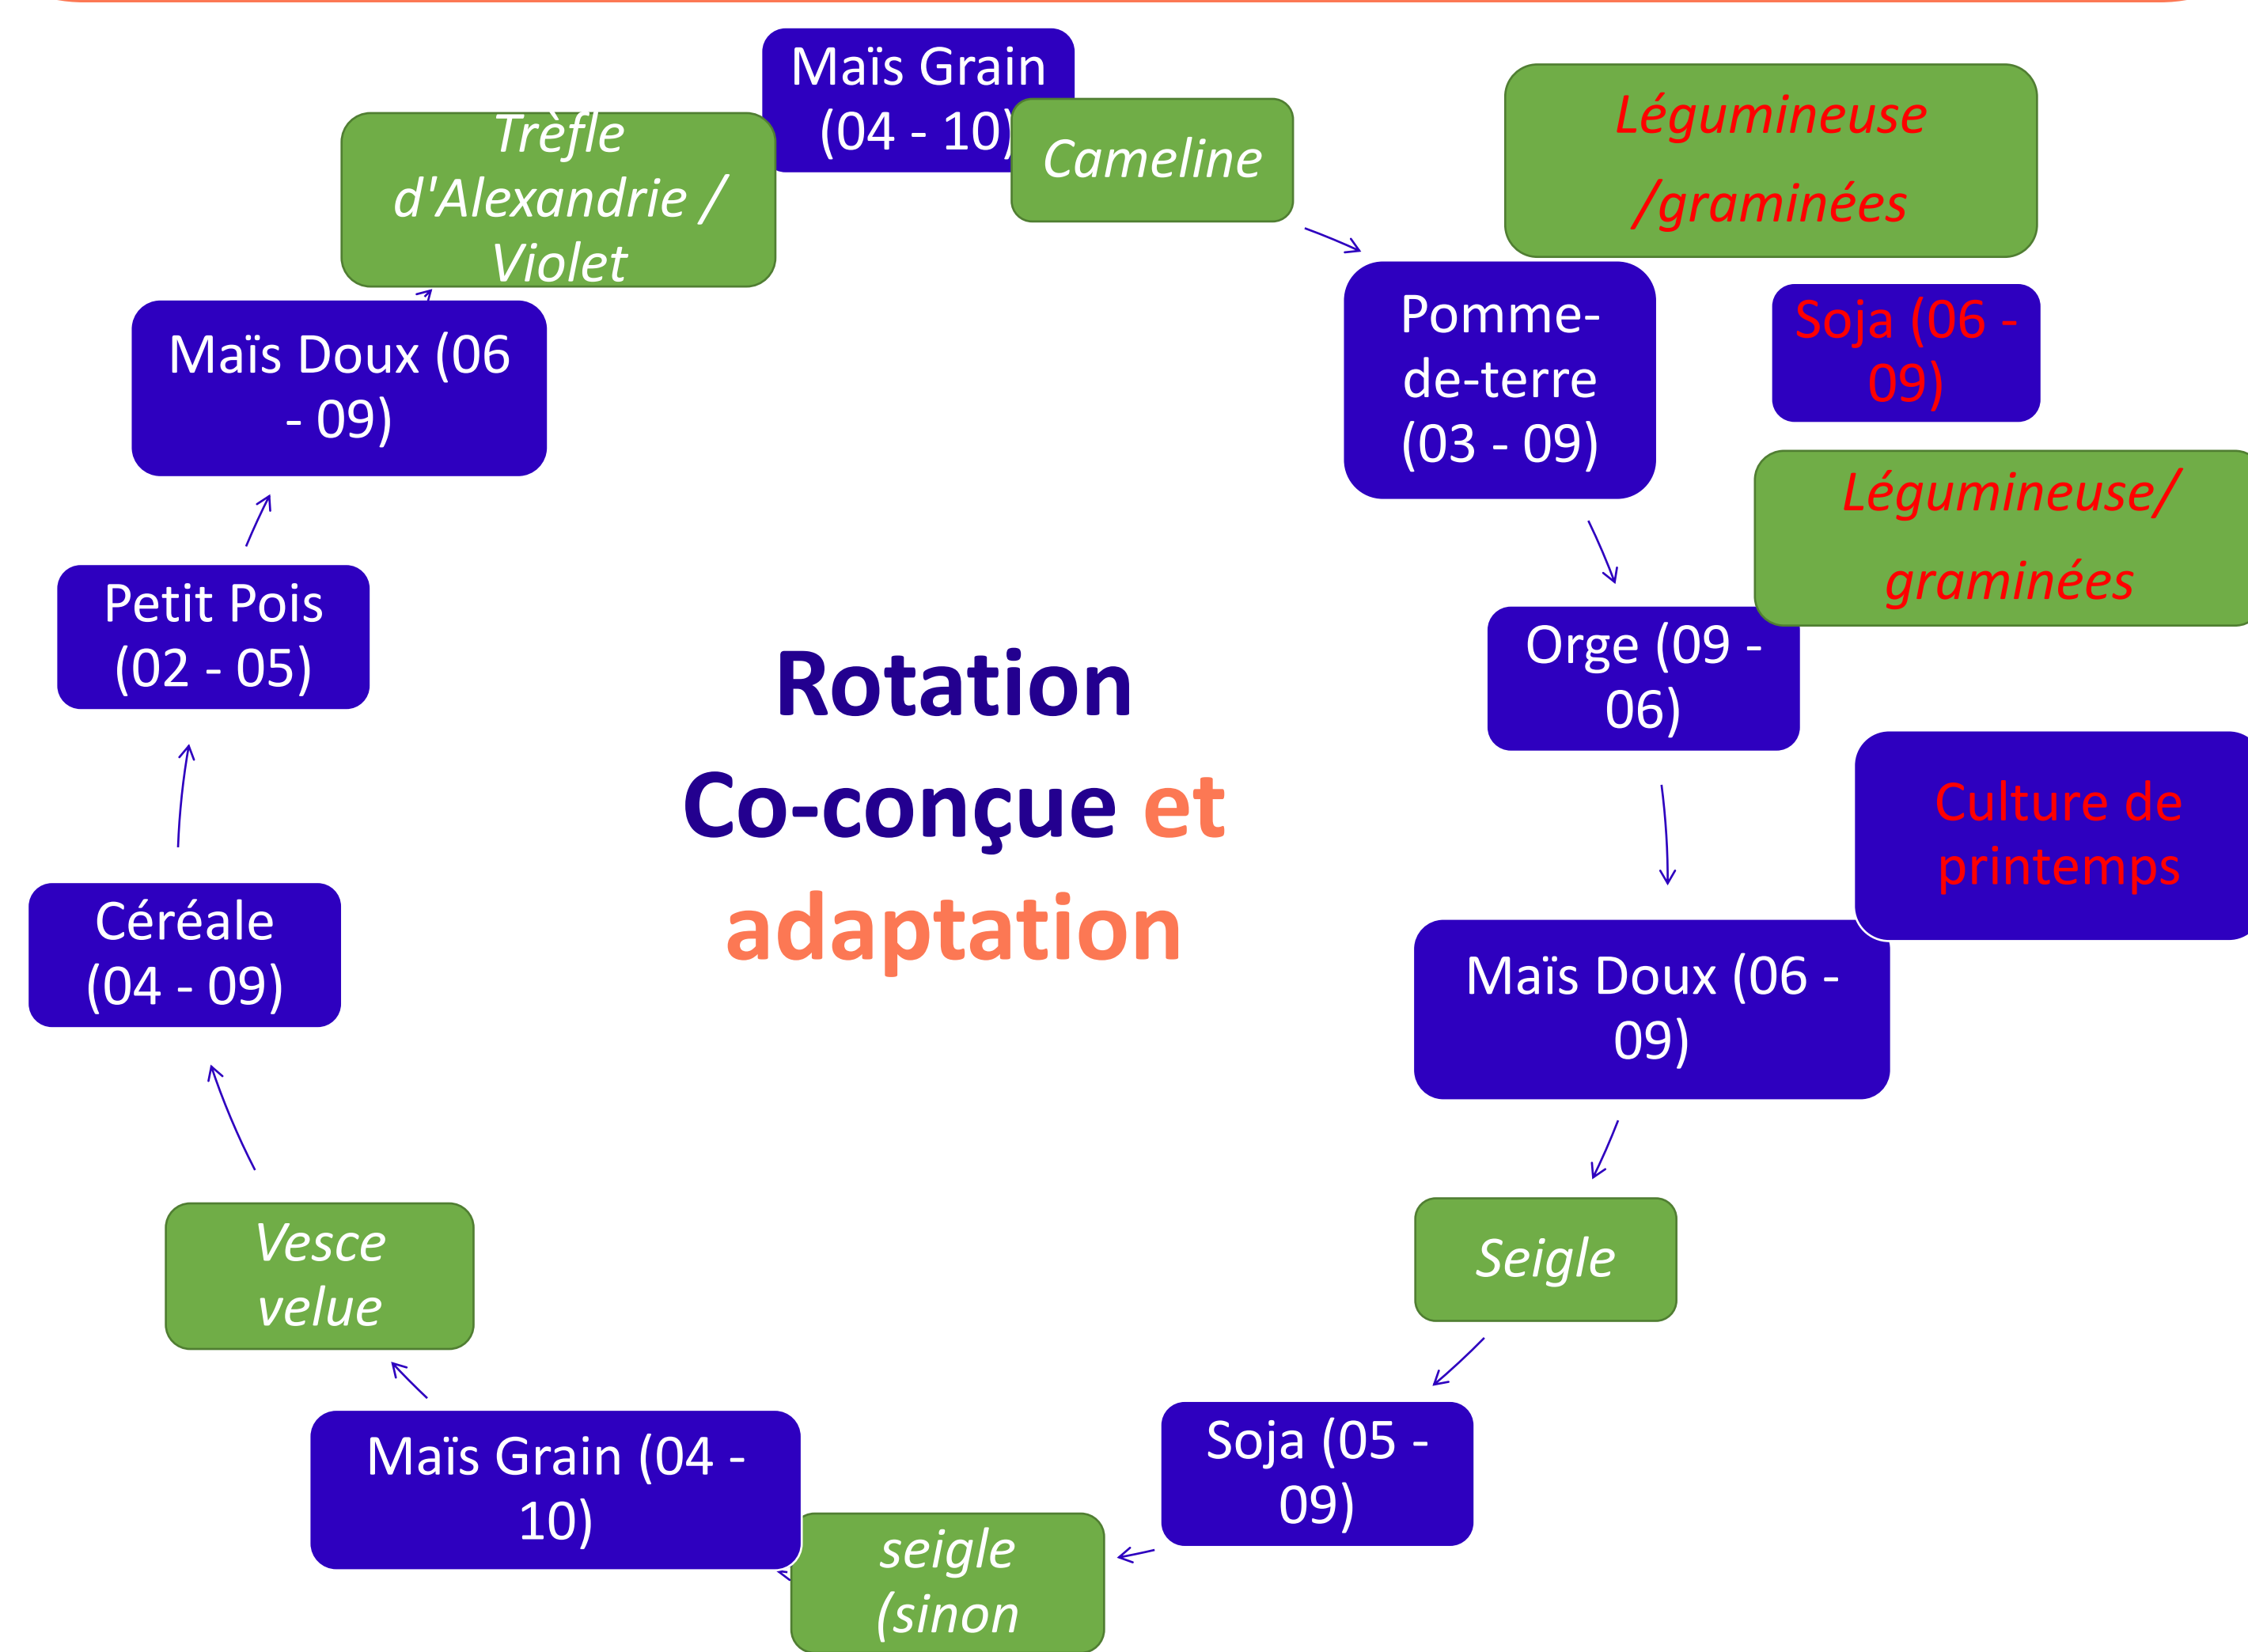 Maïs Grain
(04 - 10)
Cameline
Légumineuse
/graminées
Pomme-
de-terre
(03 - 09)
Soja (06 -
09)
Légumineuse/
graminées
Orge (09 -
06)
Culture de
printemps
Maïs Doux (06 -
09)
Seigle
Soja (05 -
09)
seigle
(sinon
Maïs Grain (04 -
10)
Vesce
velue
Céréale
(04 - 09)
Petit Pois
(02 - 05)
Maïs Doux (06
- 09)
Trèfle
d'Alexandrie /
Violet
Rotation
Co-conçue et
adaptation